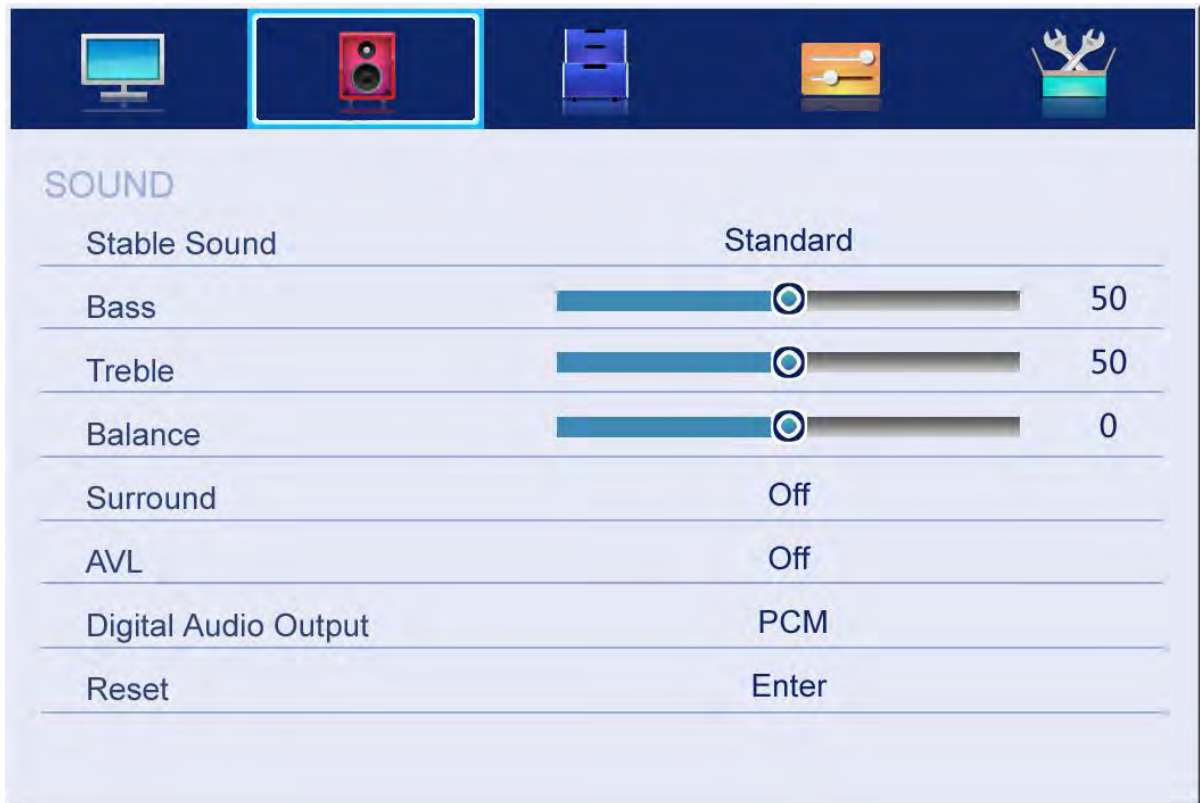 SOUND
Stable Sound Standard
Bass 50
Treble 50
Balance 0
Surround Off
AVL Off
Digital Audio Output PCM
Reset Enter